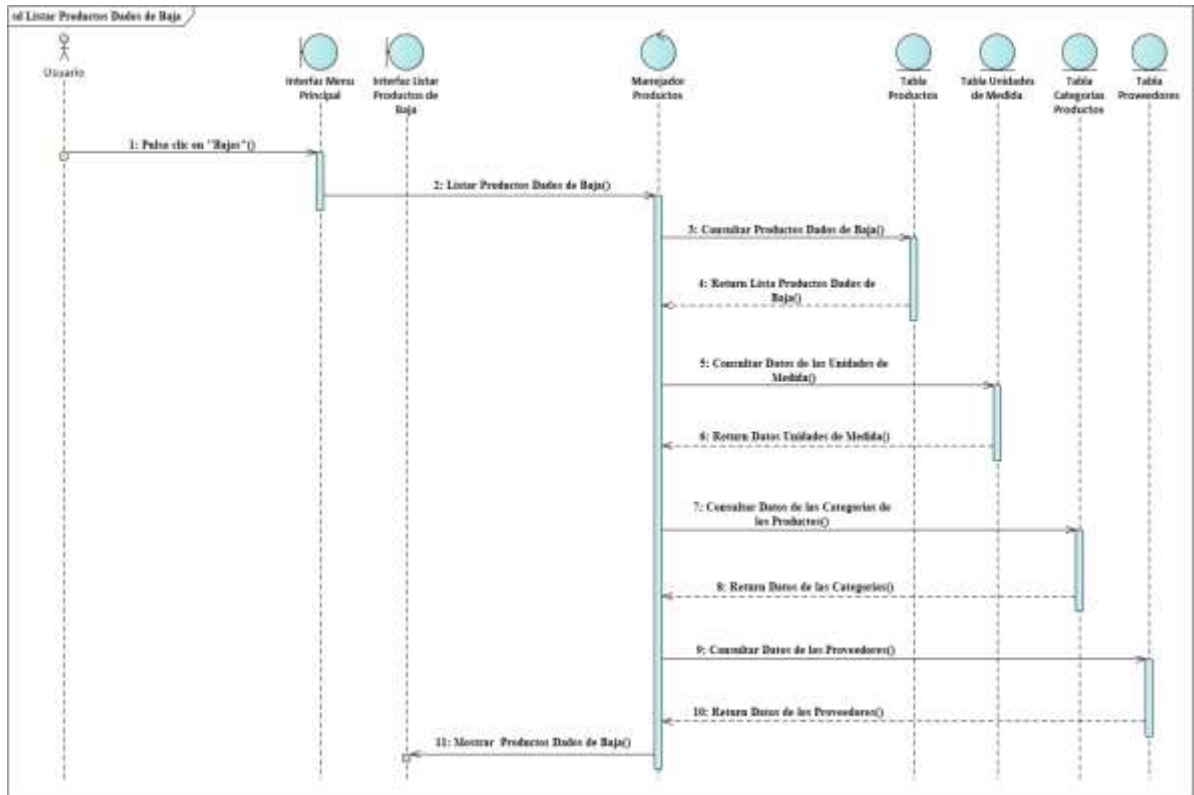 sd Listar Productos Dados de Baja
Usuario
Interfaz Menu
Principal
Interfaz Listar
Productos de
Baja
Manejador
Productos
Tabla
Productos
Tabla Unidades
de Medida
Tabla
Categorias
Productos
Tabla
Proveedores
1: Pulsa clic en "Bajas"()
2: Listar Productos Dados de Baja()
3: Consultar Productos Dados de Baja()
4: Return Lista Productos Dados de
Baja()
5: Consultar Datos de las Unidades de
Medida()
6: Return Datos Unidades de Medida()
7: Consultar Datos de las Categorias de
los Productos()
8: Return Datos de las Categorias()
9: Consultar Datos de los Proveedores()
10: Return Datos de los Proveedores()
11: Mostrar Productos Dados de Baja()